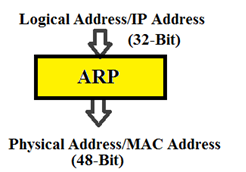 Logical Address/IP Address
(32-Bit)
ARP
Physical Address/MAC Address
(48-Bit)